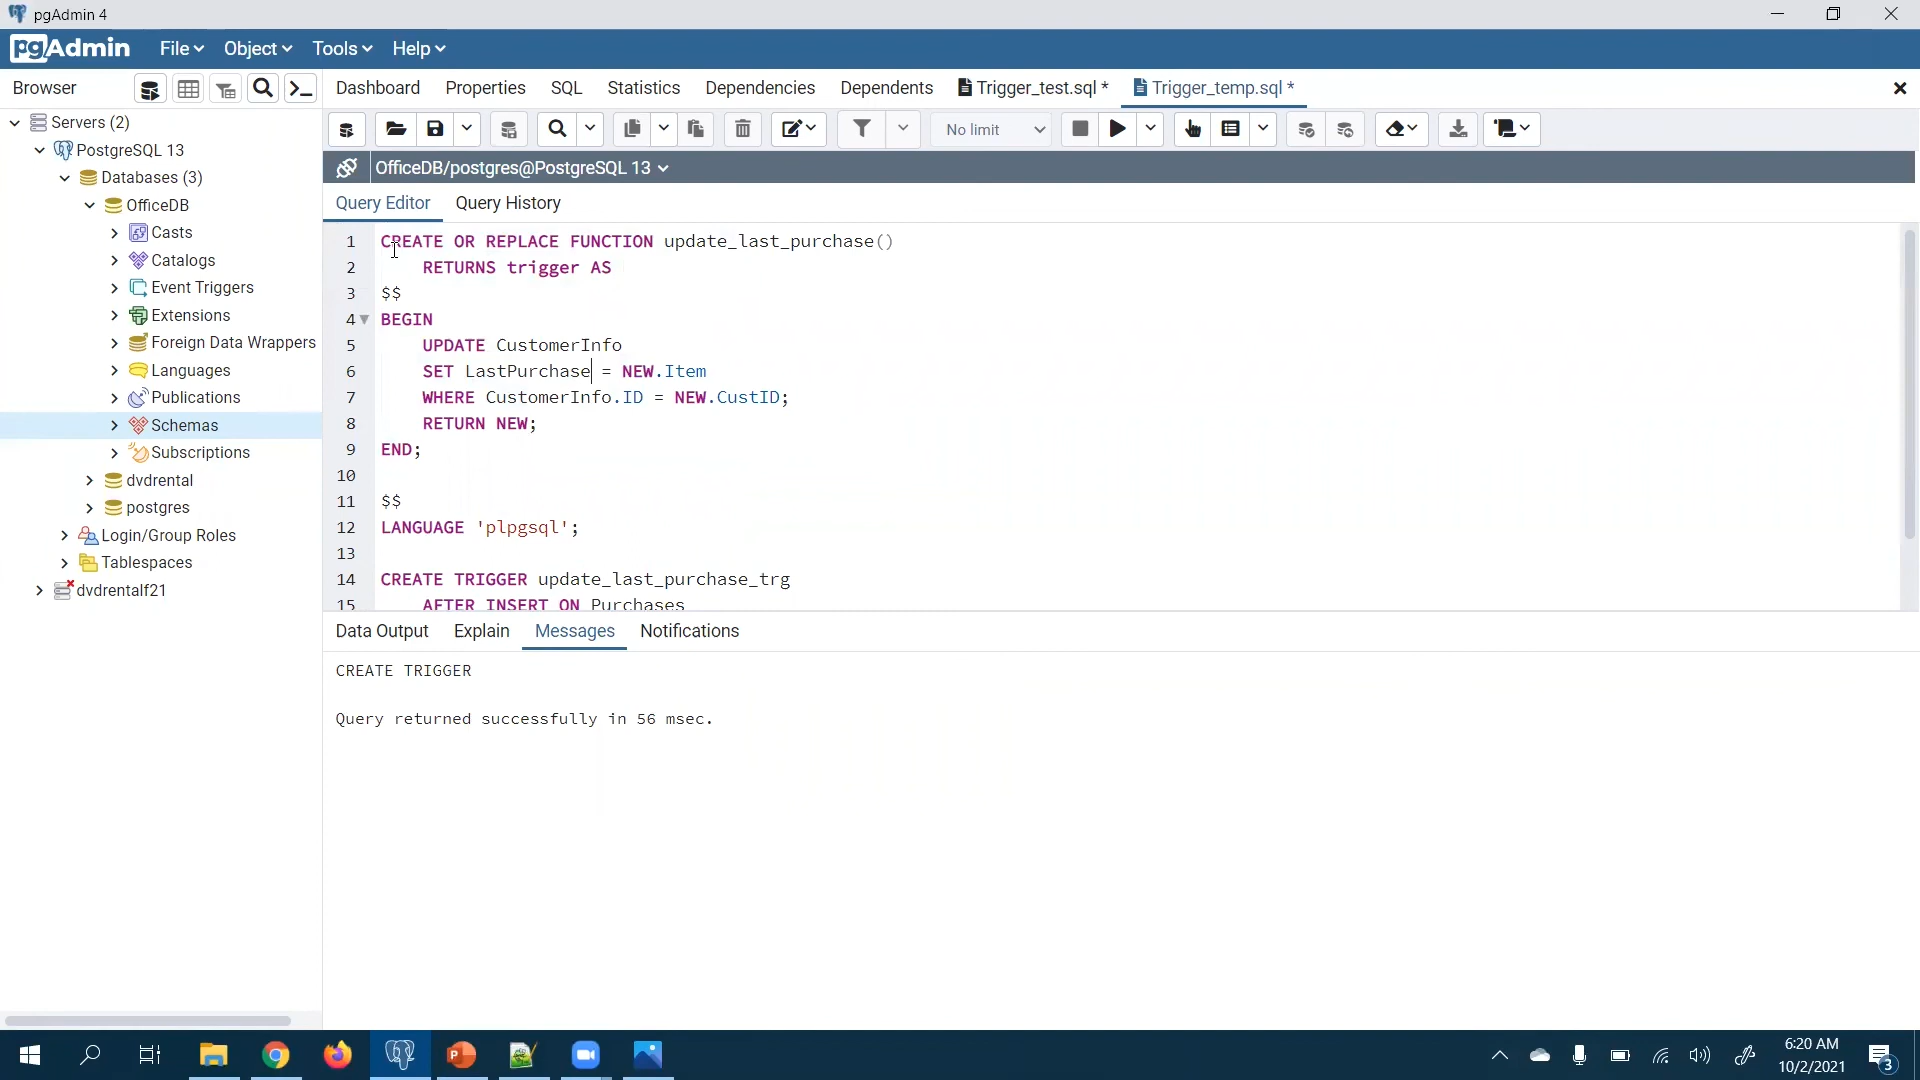 pgAdmin 4
pgAdmin File Object Tools Help
Browser Dashboard Properties SQL Statistics Dependencies Dependents Trigger_test.sql * Trigger_temp.sql *
No limit
OfficeDB/postgres@PostgreSQL 13
Query Editor Query History
Servers (2)
PostgreSQL 13
Databases (3)
OfficeDB
Casts
Catalogs
Event Triggers
Extensions
Foreign Data Wrappers
Languages
Publications
Schemas
Subscriptions
dvdrental
postgres
Login/Group Roles
Tablespaces
dvdrentalf21
1 CREATE OR REPLACE FUNCTION update_last_purchase()
2 RETURNS trigger AS
3 $$
4 BEGIN
5 UPDATE CustomerInfo
6 SET LastPurchase = NEW.Item
7 WHERE CustomerInfo.ID = NEW.CustID;
8 RETURN NEW;
9 END;
10
11 $$
12 LANGUAGE 'plpgsql';
13
14 CREATE TRIGGER update_last_purchase_trg
15 AFTER INSERT ON Purchases
Data Output Explain Messages Notifications
CREATE TRIGGER
Query returned successfully in 56 msec.
6:20 AM
10/2/2021
3